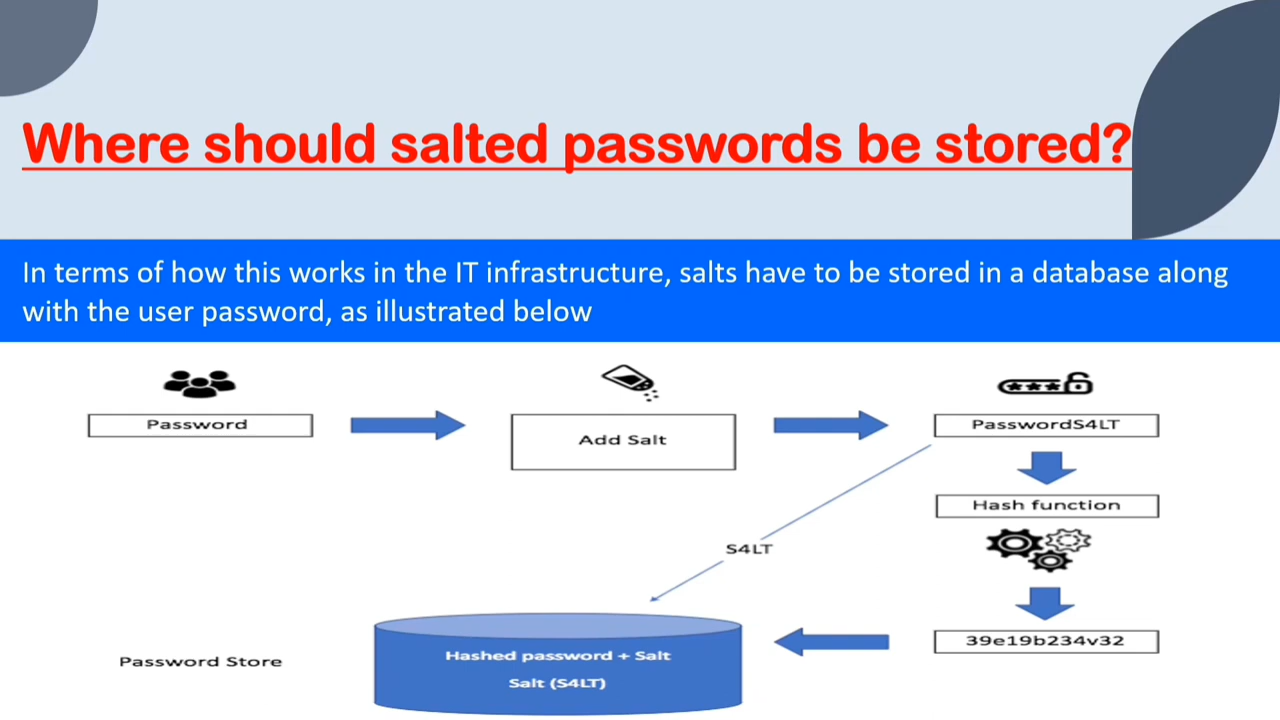 Where should salted passwords be stored?
In terms of how this works in the IT infrastructure, salts have to be stored in a database along
with the user password, as illustrated below
Password
Add Salt
PasswordS4LT
Hash function
S4LT
39e19b234v32
Password Store
Hashed password + Salt
Salt (S4LT)